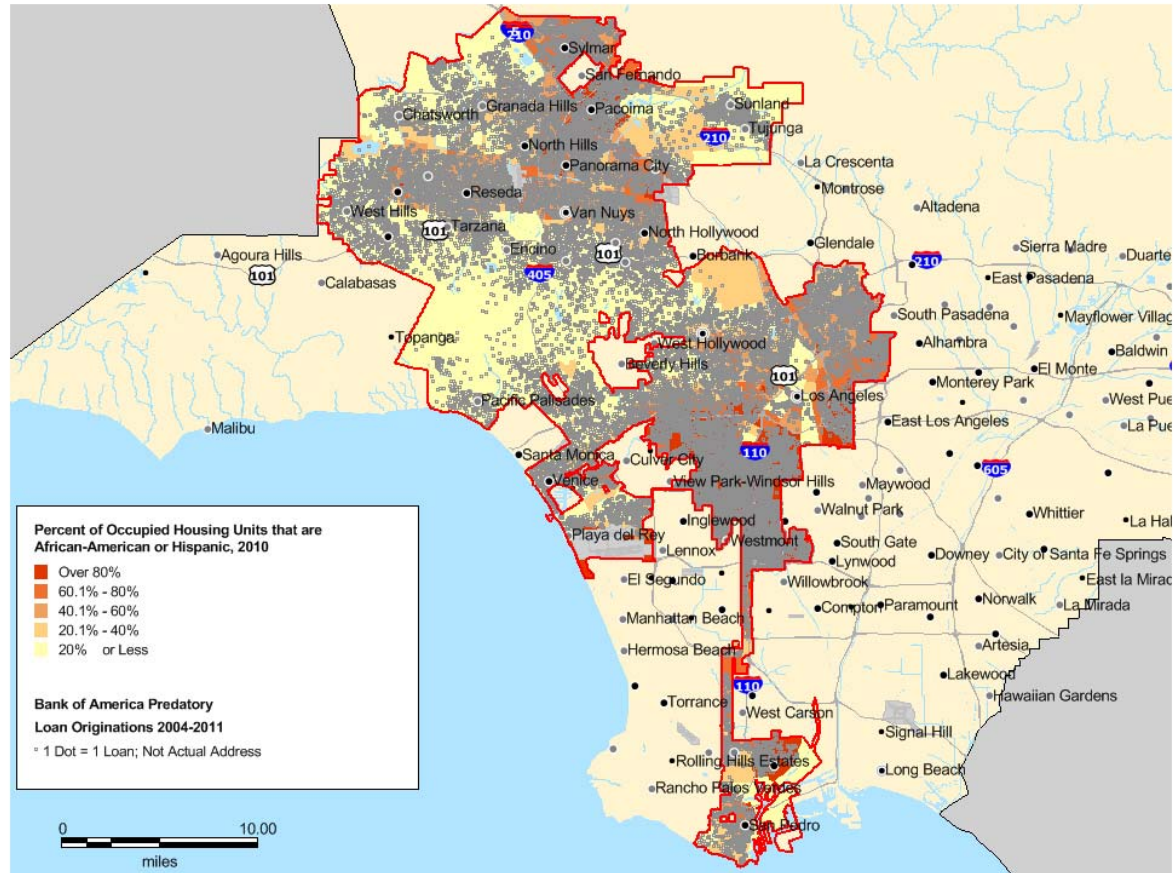 5
210
Sylmar
San Fernando
Granada Hills
Chatsworth
Pacoima
Sunland
Tujunga
210
North Hills
Panorama City
La Crescenta
Montrose
Reseda
West Hills
Tarzana
101
Van Nuys
Altadena
Encino
101
North Hollywood
Burbank
Glendale
210
Sierra Madre
Duarte
Agoura Hills
101
Calabasas
405
East Pasadena
South Pasadena
Mayflower Villag
Topanga
West Hollywood
Beverly Hills
Alhambra
Baldwin
El Monte
101
Monterey Park
Pacific Palisades
Los Angeles
West Pue
East Los Angeles
La Pue
Malibu
110
Santa Monica
Culver City
605
Venice
View Park-Windsor Hills
Maywood
Walnut Park
Whittier
La Hal
Inglewood
Playa del Rey
Westmont
Lennox
South Gate
Downey
City of Santa Fe Springs
Lynwood
El Segundo
Willowbrook
East la Mirad
Compton
Paramount
Norwalk
La Mirada
Manhattan Beach
Hermosa Beach
Artesia
Lakewood
110
Torrance
West Carson
Hawaiian Gardens
Signal Hill
Rolling Hills Estates
Long Beach
Rancho Palos Verdes
San Pedro
Percent of Occupied Housing Units that are
African-American or Hispanic, 2010
Over 80%
60.1% - 80%
40.1% - 60%
20.1% - 40%
20% or Less
Bank of America Predatory
Loan Originations 2004-2011
1 Dot = 1 Loan; Not Actual Address
0 10.00
miles